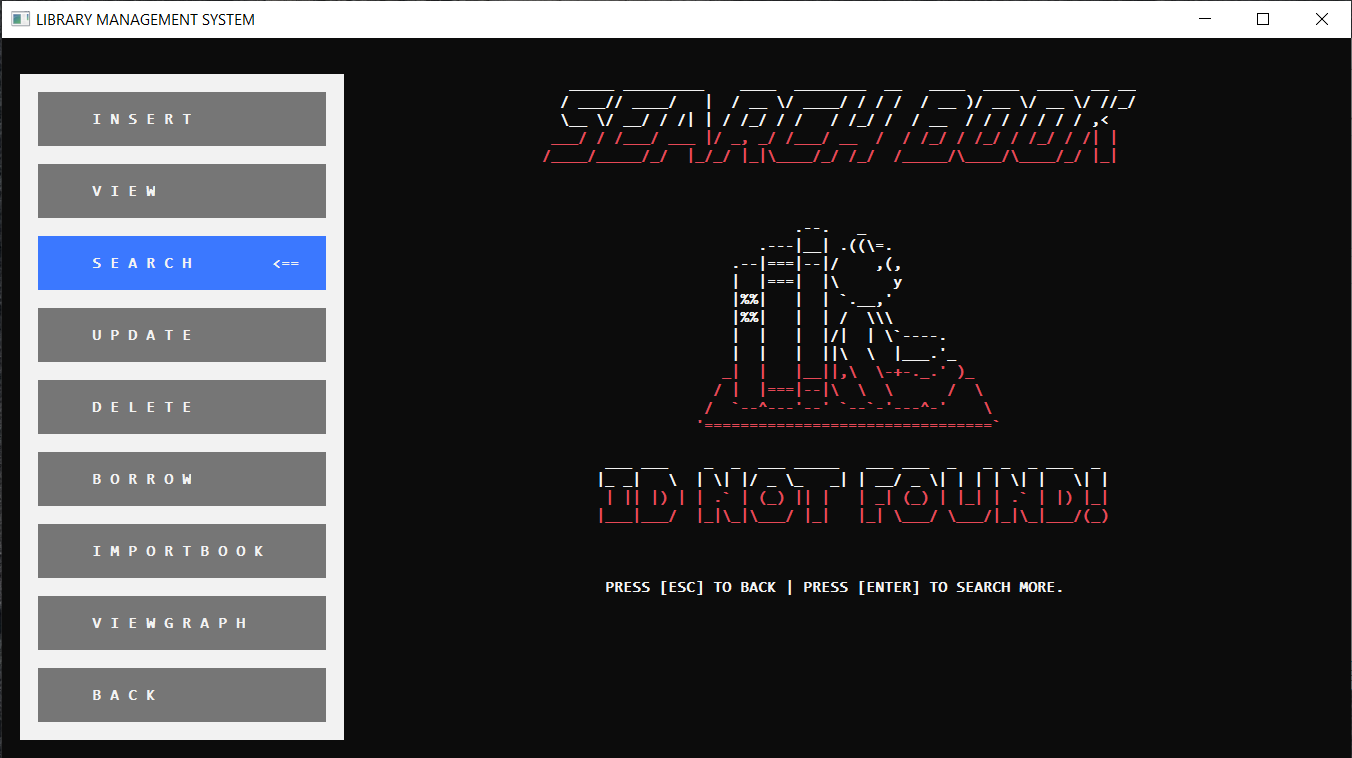 LIBRARY MANAGEMENT SYSTEM
INSERT
VIEW
SEARCH <==
UPDATE
DELETE
BORROW
IMPORTBOOK
VIEWGRAPH
BACK
SEARCH BOOK
ID NOT FOUND!
PRESS [ESC] TO BACK | PRESS [ENTER] TO SEARCH MORE.